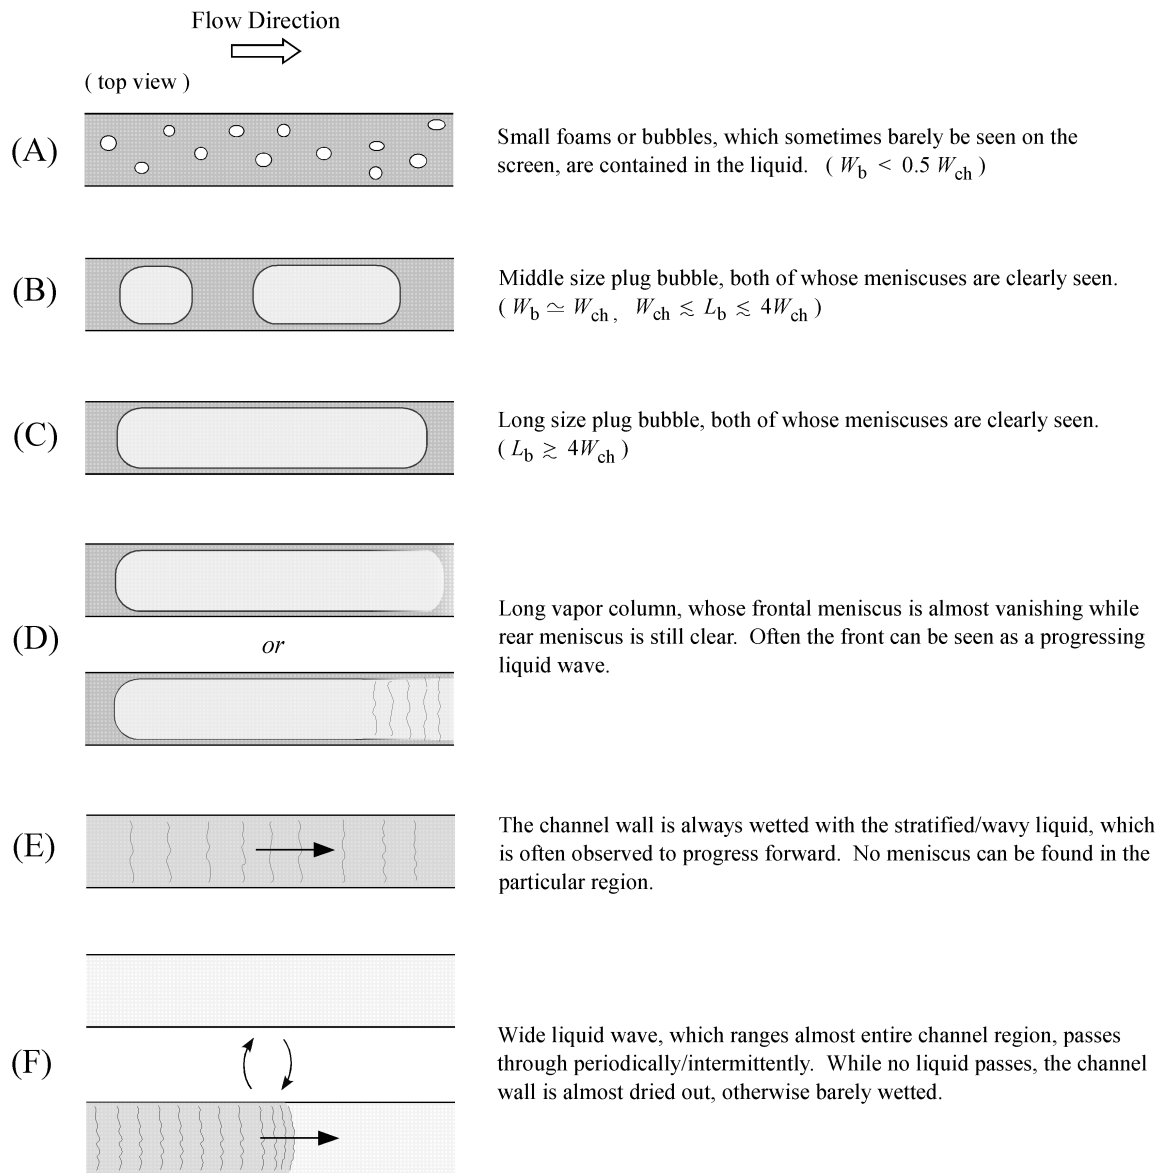 Flow Direction
( top view )
(A)
Small foams or bubbles, which sometimes barely be seen on the
screen, are contained in the liquid. ( Wb < 0.5 Wch )
(B)
Middle size plug bubble, both of whose meniscuses are clearly seen.
( Wb ≃ Wch , Wch ≲ Lb ≲ 4Wch )
(C)
Long size plug bubble, both of whose meniscuses are clearly seen.
( Lb ≳ 4Wch )
(D)
or
Long vapor column, whose frontal meniscus is almost vanishing while
rear meniscus is still clear. Often the front can be seen as a progressing
liquid wave.
(E)
The channel wall is always wetted with the stratified/wavy liquid, which
is often observed to progress forward. No meniscus can be found in the
particular region.
(F)
Wide liquid wave, which ranges almost entire channel region, passes
through periodically/intermittently. While no liquid passes, the channel
wall is almost dried out, otherwise barely wetted.